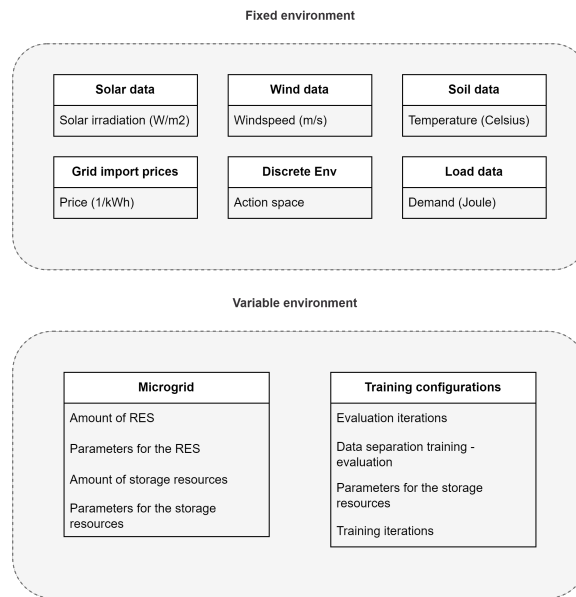 Fixed environment
Solar data
Wind data
Soil data
Solar irradiation (W/m2)
Windspeed (m/s)
Temperature (Celsius)
Grid import prices
Discrete Env
Load data
Price (1/kWh)
Action space
Demand (Joule)
Variable environment
Microgrid
Amount of RES
Parameters for the RES
Amount of storage resources
Parameters for the storage
resources
Training configurations
Evaluation iterations
Data separation training -
evaluation
Parameters for the storage
resources
Training iterations